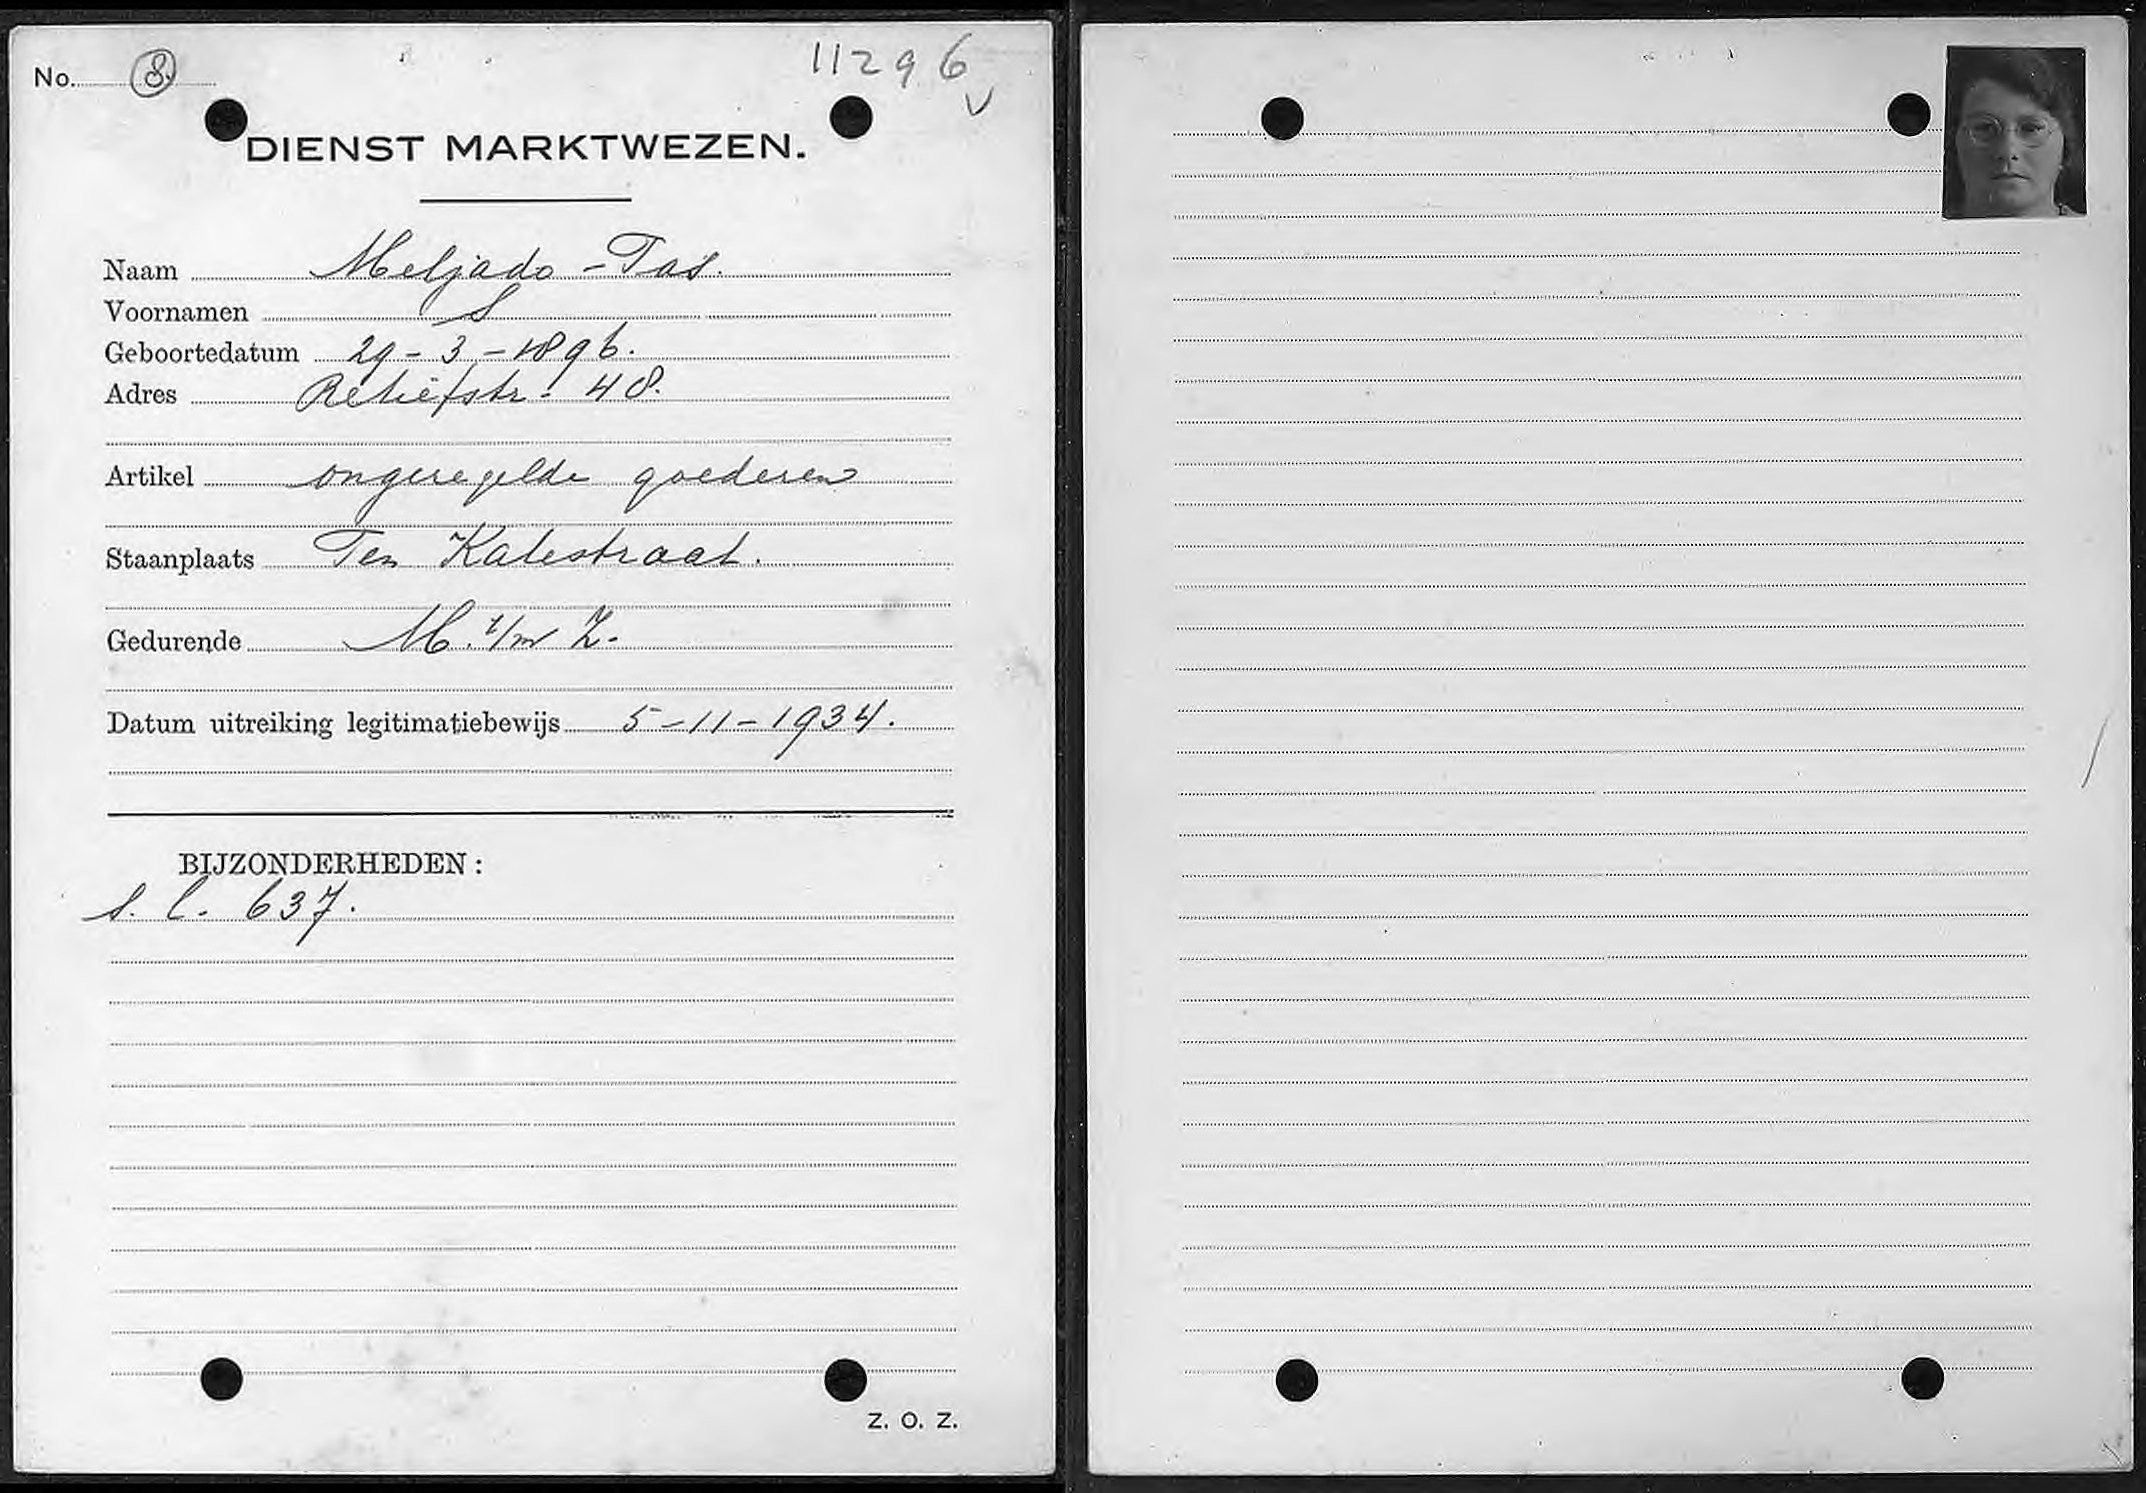 No. 8.
11296
V
DIENST MARKTWEZEN.
Naam Meljado - Tas.
Voornamen S
Geboortedatum 29 - 3 - 1896.
Adres Retiefstr. 48.
Artikel ongeregelde goederen
Staanplaats Ten Katestraat.
Gedurende M. t/m Z.
Datum uitreiking legitimatiebewijs 5-11-1934.
BIJZONDERHEDEN:
s. l. 637.
Z. O. Z.